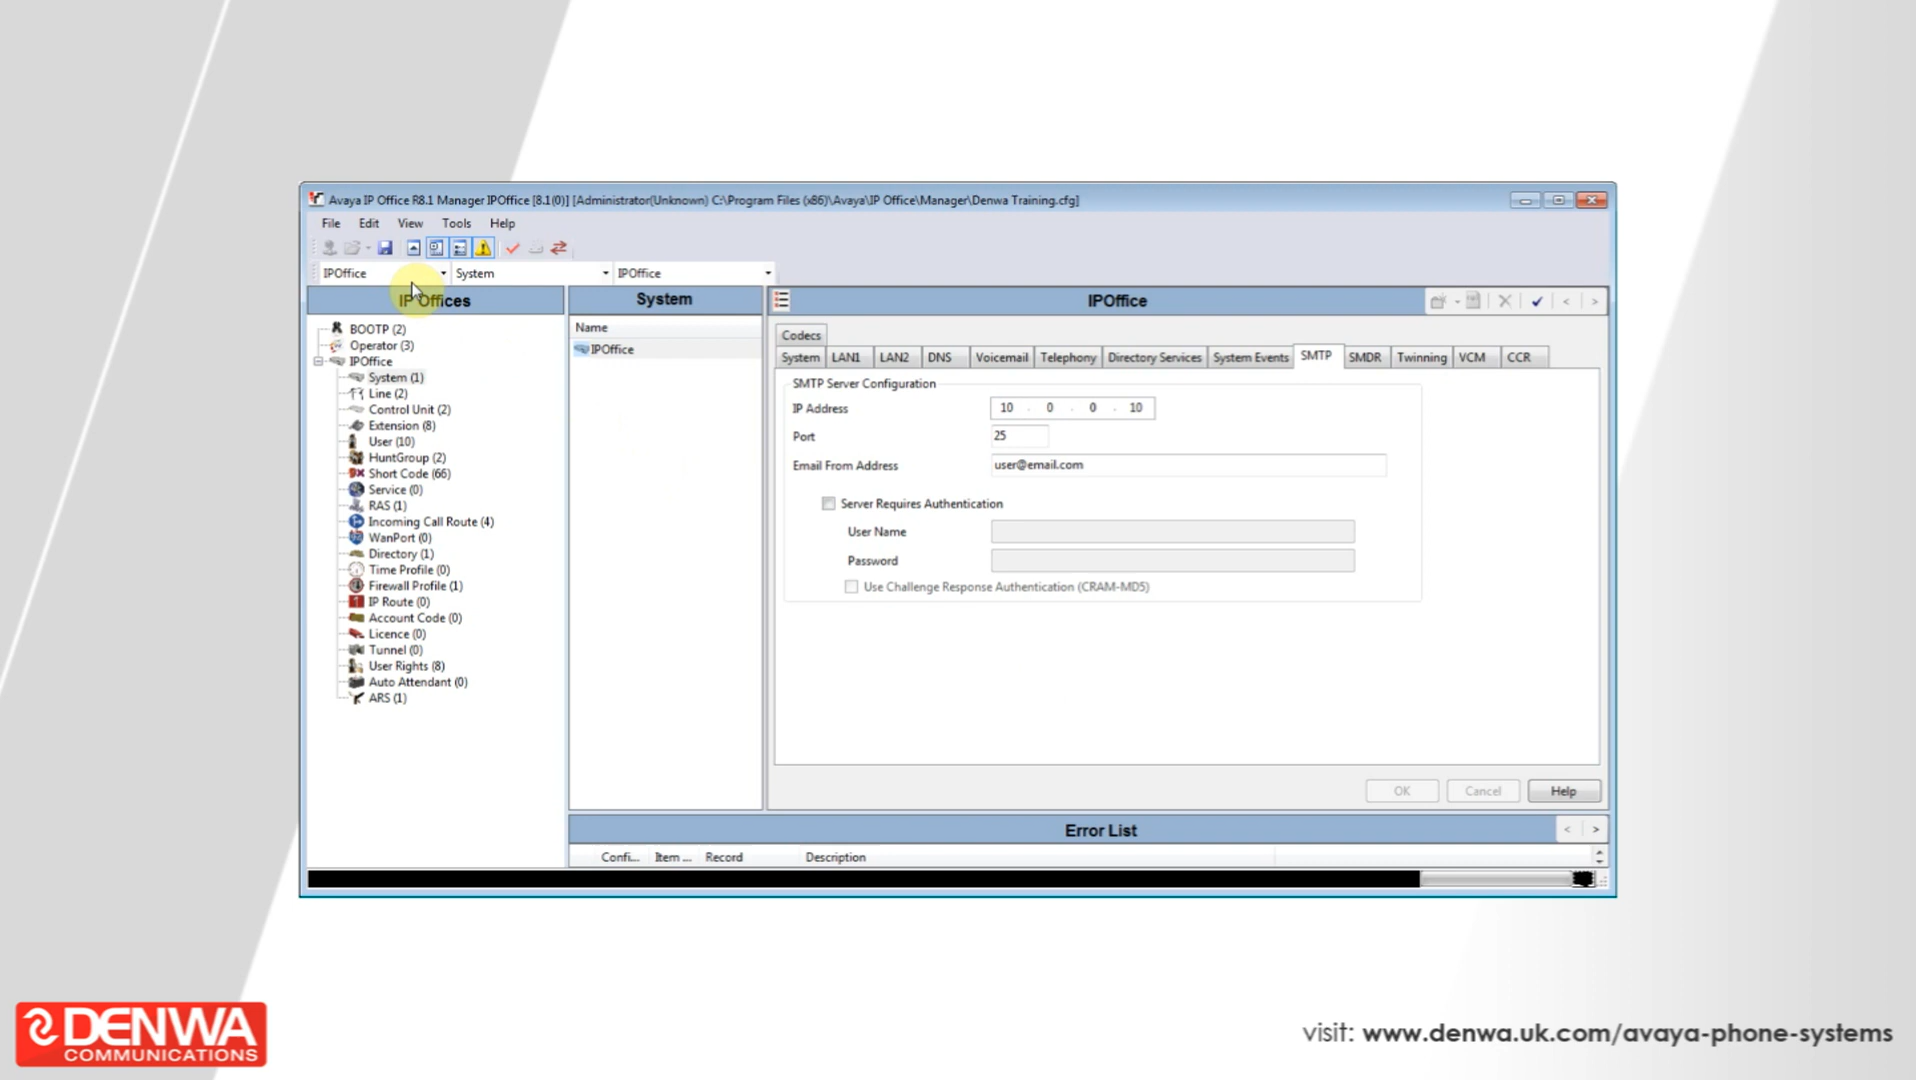 Avaya IP Office R8.1 Manager IPOffice [8.1(0)] [Administrator(Unknown) C:\Program Files (x86)\Avaya\IP Office\Manager\Denwa Training.cfg]
File Edit View Tools Help
IPOffice System IPOffice
IP Offices
BOOTP (2)
Operator (3)
IPOffice
System (1)
Line (2)
Control Unit (2)
Extension (8)
User (10)
HuntGroup (2)
Short Code (66)
Service (0)
RAS (1)
Incoming Call Route (4)
WanPort (0)
Directory (1)
Time Profile (0)
Firewall Profile (1)
IP Route (0)
Account Code (0)
Licence (0)
Tunnel (0)
User Rights (8)
Auto Attendant (0)
ARS (1)
System
Name
IPOffice
IPOffice
Codecs
System LAN1 LAN2 DNS Voicemail Telephony Directory Services System Events SMTP SMDR Twinning VCM CCR
SMTP Server Configuration
IP Address 10 . 0 . 0 . 10
Port 25
Email From Address user@email.com
Server Requires Authentication
User Name
Password
Use Challenge Response Authentication (CRAM-MD5)
OK Cancel Help
Error List
Confi... Item ... Record Description
DENWA
COMMUNICATIONS
visit: www.denwa.uk.com/avaya-phone-systems